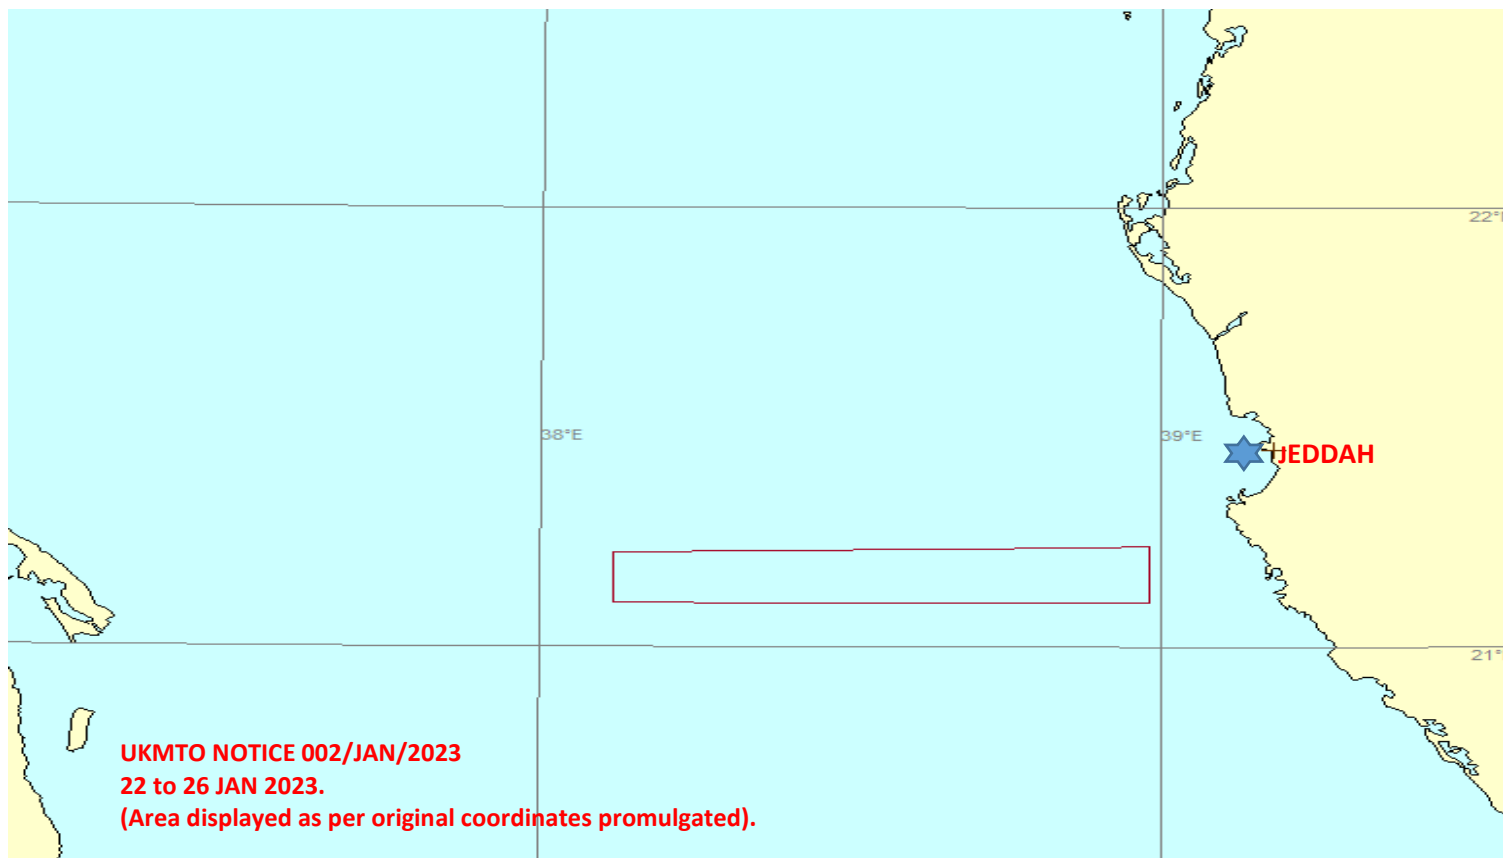 22°
38°E
39°E
JEDDAH
21°
UKMTO NOTICE 002/JAN/2023
22 to 26 JAN 2023.
(Area displayed as per original coordinates promulgated).